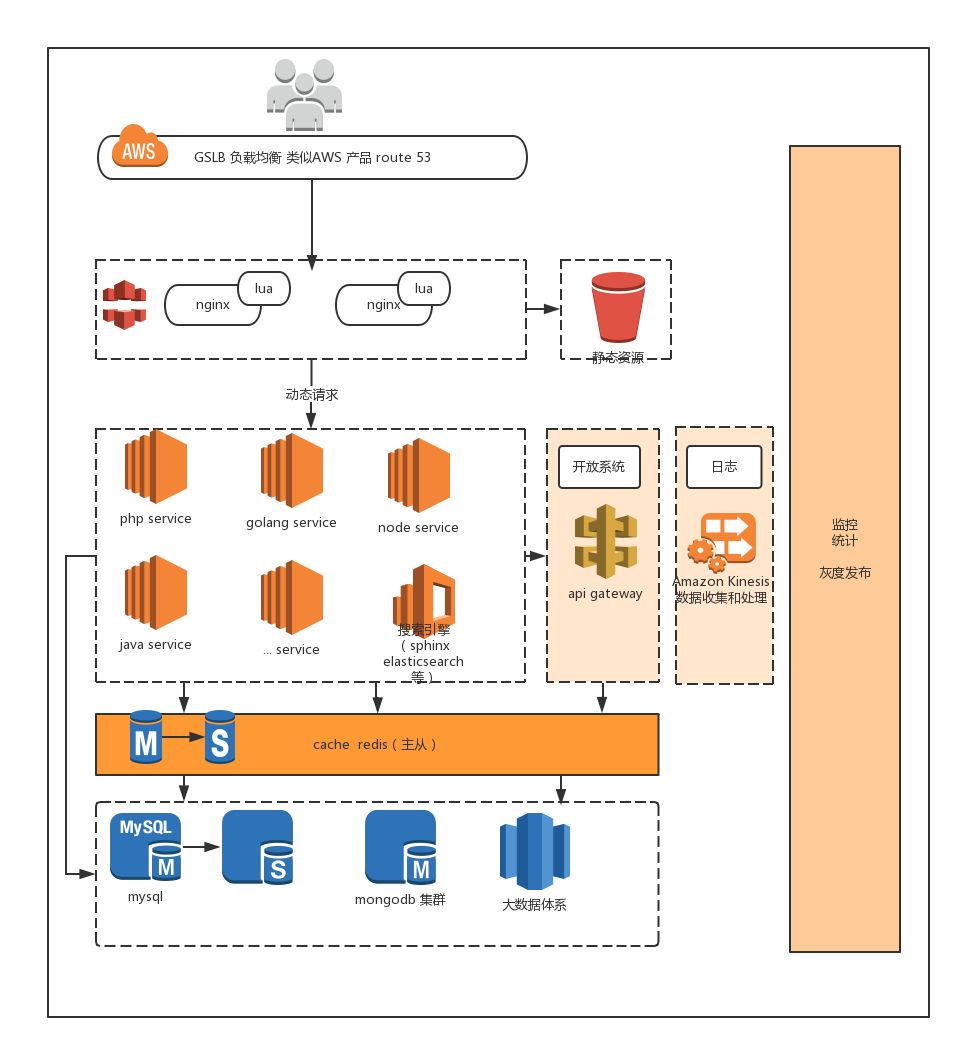 AWS
GSLB 负载均衡 类似AWS 产品 route 53
lua
nginx
lua
nginx
静态资源
动态请求
php service
golang service
node service
java service
... service
搜索引擎
（sphinx
elasticsearch
等）
开放系统
api gateway
日志
Amazon Kinesis
数据收集和处理
监控
统计
灰度发布
M
S
cache redis（主从）
MySQL
M
mysql
S
M
mongodb 集群
大数据体系